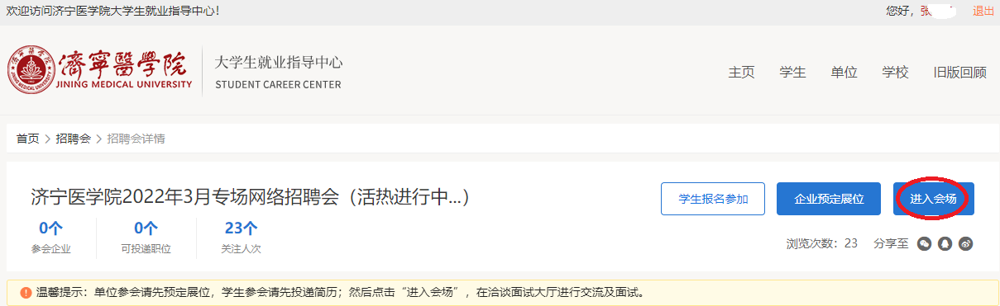 欢迎访问济宁医学院大学生就业指导中心！
您好，张
退出
濟寧醫學院
JINING MEDICAL UNIVERSITY
大学生就业指导中心
STUDENT CAREER CENTER
主页 学生 单位 学校 旧版回顾
首页 > 招聘会 > 招聘会详情
济宁医学院2022年3月专场网络招聘会（活热进行中...）
学生报名参加 企业预定展位 进入会场
0个 0个 23个
参会企业 可投递职位 关注人次
浏览次数：23 分享至
温馨提示：单位参会请先预定展位，学生参会请先投递简历；然后点击“进入会场”，在洽谈面试大厅进行交流及面试。